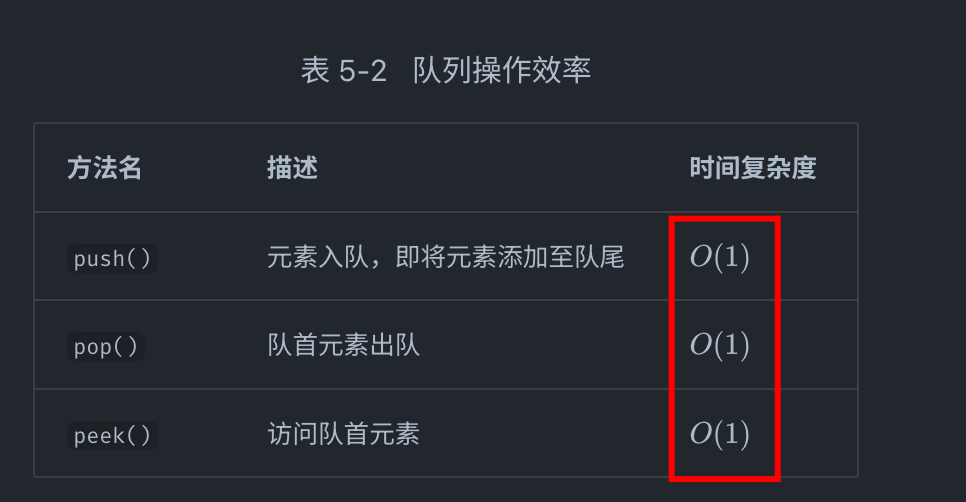 表 5-2 队列操作效率
方法名 描述 时间复杂度
push() 元素入队，即将元素添加至队尾 O(1)
pop() 队首元素出队 O(1)
peek() 访问队首元素 O(1)